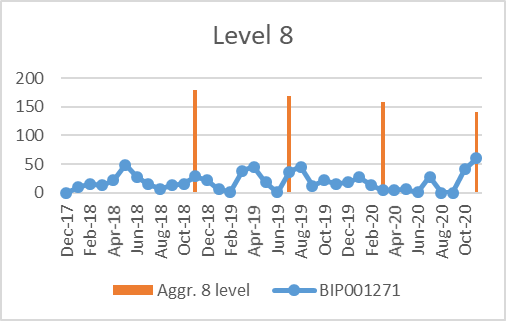 Level 8
200
150
100
50
0
Dec-17
Feb-18
Apr-18
Jun-18
Aug-18
Oct-18
Dec-18
Feb-19
Apr-19
Jun-19
Aug-19
Oct-19
Dec-19
Feb-20
Apr-20
Jun-20
Aug-20
Oct-20
Aggr. 8 level BIP001271